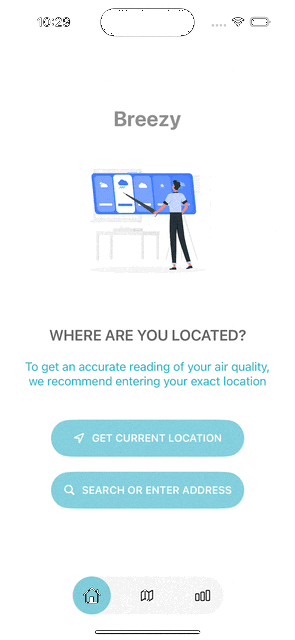 10:29
Breezy
WHERE ARE YOU LOCATED?
To get an accurate reading of your air quality,
we recommend entering your exact location
GET CURRENT LOCATION
SEARCH OR ENTER ADDRESS